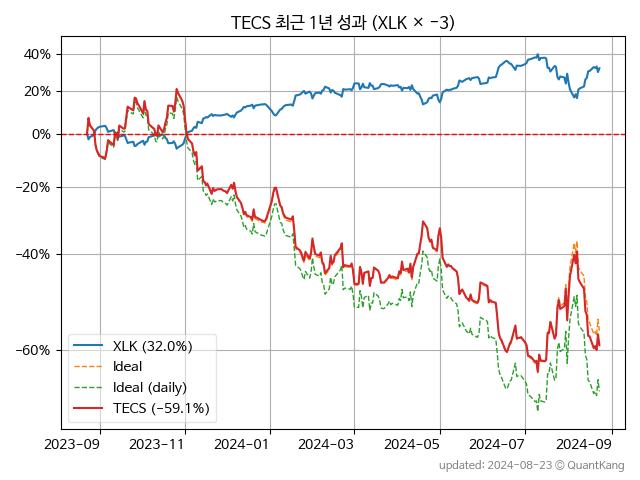 TECS 최근 1년 성과 (XLK × −3)
40%
20%
0%
−20%
−40%
−60%
XLK (32.0%)
Ideal
Ideal (daily)
TECS (−59.1%)
2023-09
2023-11
2024-01
2024-03
2024-05
2024-07
2024-09
updated: 2024-08-23 ⓒ QuantKang